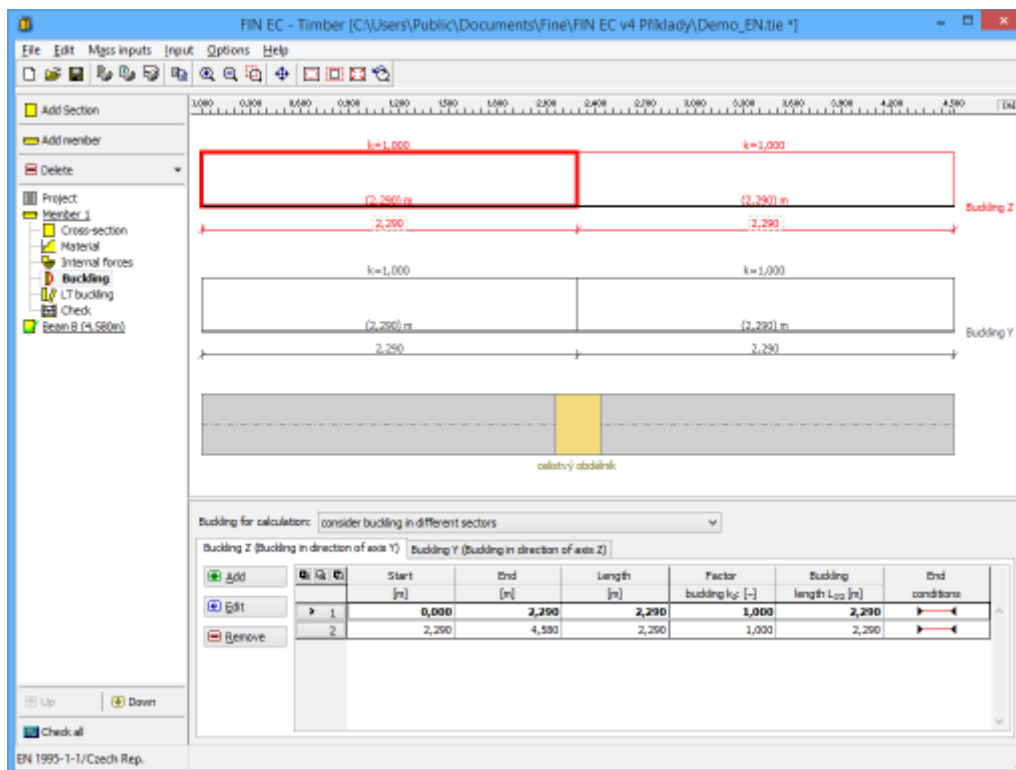 FIN EC - Timber [C:\Users\Public\Documents\Fine\FIN EC v4 Příklady\Demo_EN.tie *]
File Edit Mass inputs Input Options Help
Add Section
Add member
Delete
Project
Member 1
Cross-section
Material
Internal forces
Buckling
LT buckling
Check
Beam B (4,580m)
k=1,000 k=1,000
(2,290) m (2,290) m
Buckling Z
2,290 2,290
k=1,000 k=1,000
(2,290) m (2,290) m
Buckling Y
2,290 2,290
celistvý obdélník
Buckling for calculation: consider buckling in different sectors
Buckling Z (Buckling in direction of axis Y) Buckling Y (Buckling in direction of axis Z)
Add
Edit
Remove
Start End Length Factor Buckling End
[m] [m] [m] buckling [-] length [m] conditions
1 0,000 2,290 2,290 1,000 2,290
2 2,290 4,580 2,290 1,000 2,290
Up Down
Check all
EN 1995-1-1/Czech Rep.